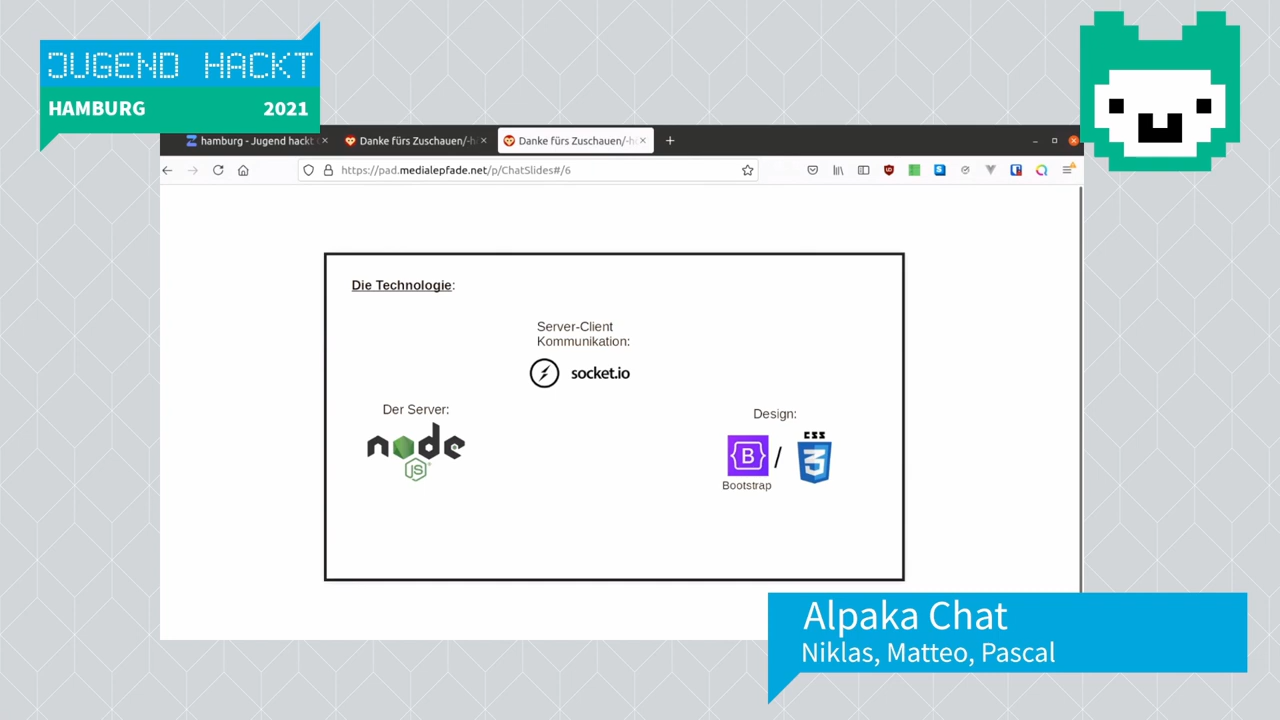 JUGEND HACKT
HAMBURG 2021
hamburg - Jugend hackt
Danke fürs Zuschauen/-h
Danke fürs Zuschauen/-h
https://pad.medialepfade.net/p/ChatSlides#/6
Die Technologie:
Server-Client
Kommunikation:
socket.io
Der Server:
node
JS
Design:
B / CSS
3
Bootstrap
Alpaka Chat
Niklas, Matteo, Pascal